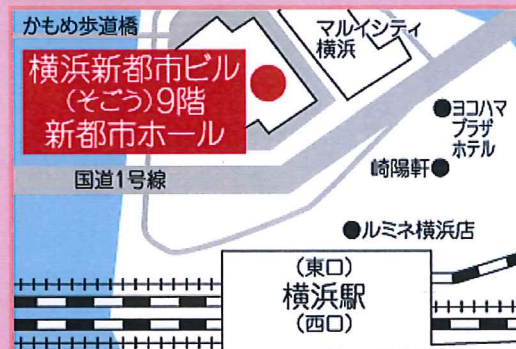 かもめ歩道橋
マルイシティ
横浜
横浜新都市ビル
(そごう)9階
新都市ホール
ヨコハマ
プラザ
ホテル
崎陽軒
国道1号線
ルミネ横浜店
(東口)
横浜駅
(西口)